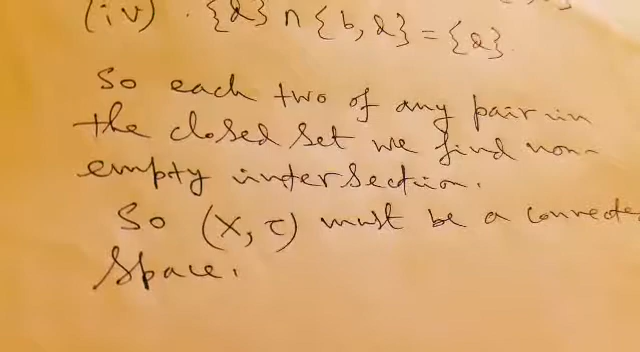 (iv) . {a} ∩ {b, a} = {a}
So each two of any pair in
the closed set we find non-
empty intersection.
So (X, τ) must be a connecte
Space.